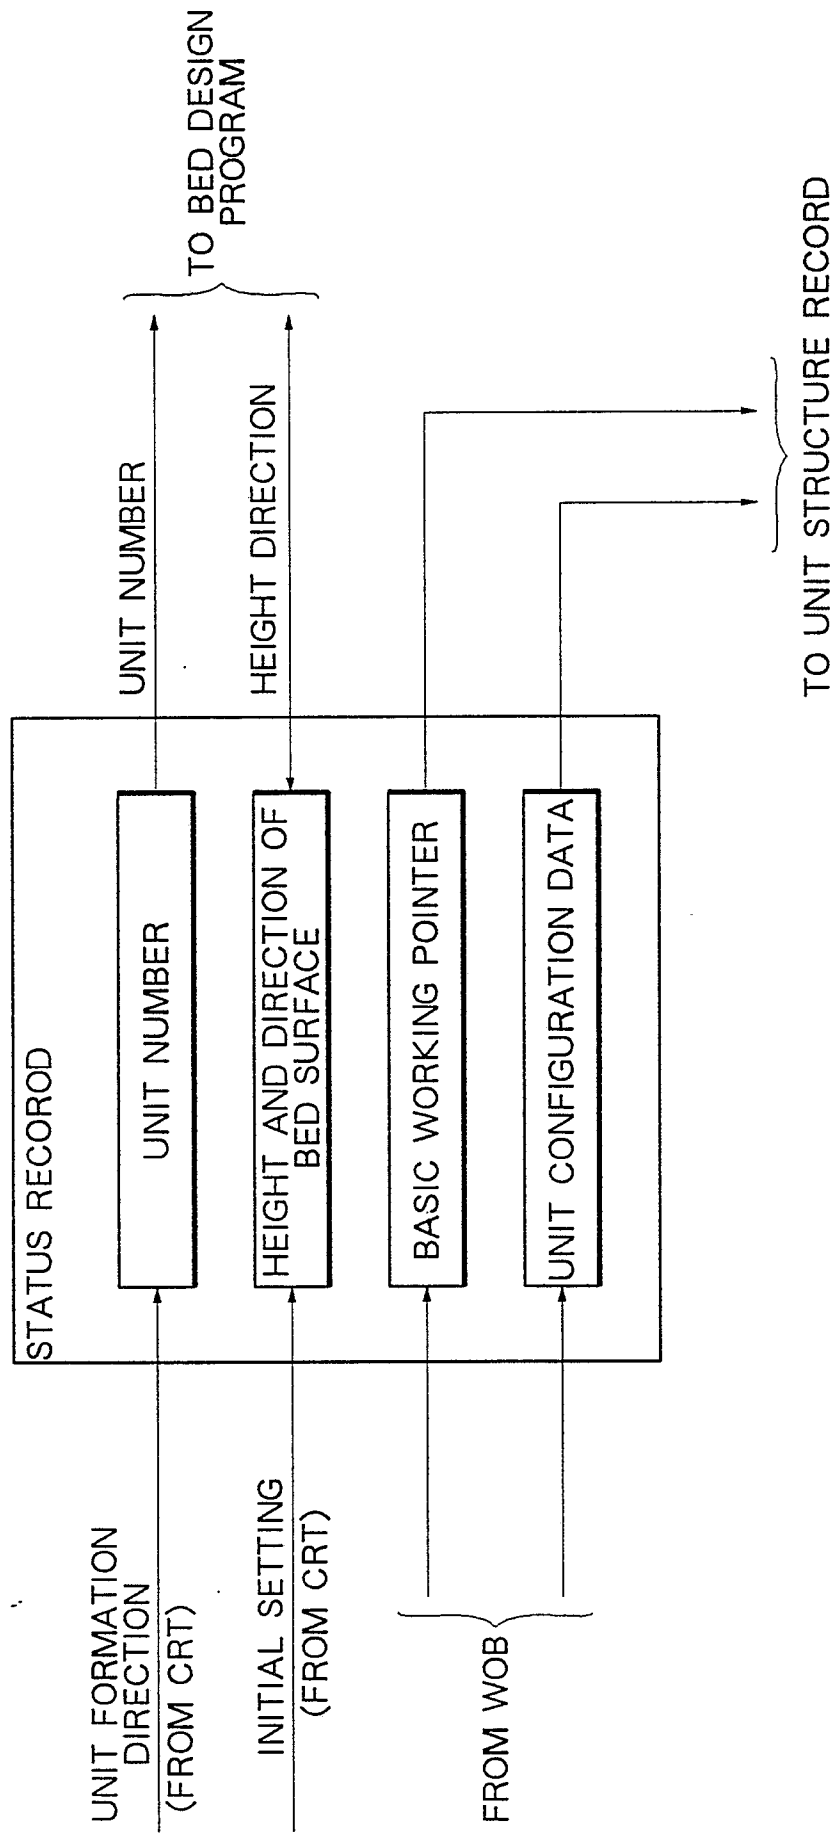 STATUS RECOROD
UNIT FORMATION
DIRECTION
(FROM CRT)
UNIT NUMBER
UNIT NUMBER
INITIAL SETTING
(FROM CRT)
HEIGHT AND DIRECTION OF
BED SURFACE
HEIGHT DIRECTION
TO BED DESIGN
PROGRAM
FROM WOB
BASIC WORKING POINTER
UNIT CONFIGURATION DATA
TO UNIT STRUCTURE RECORD